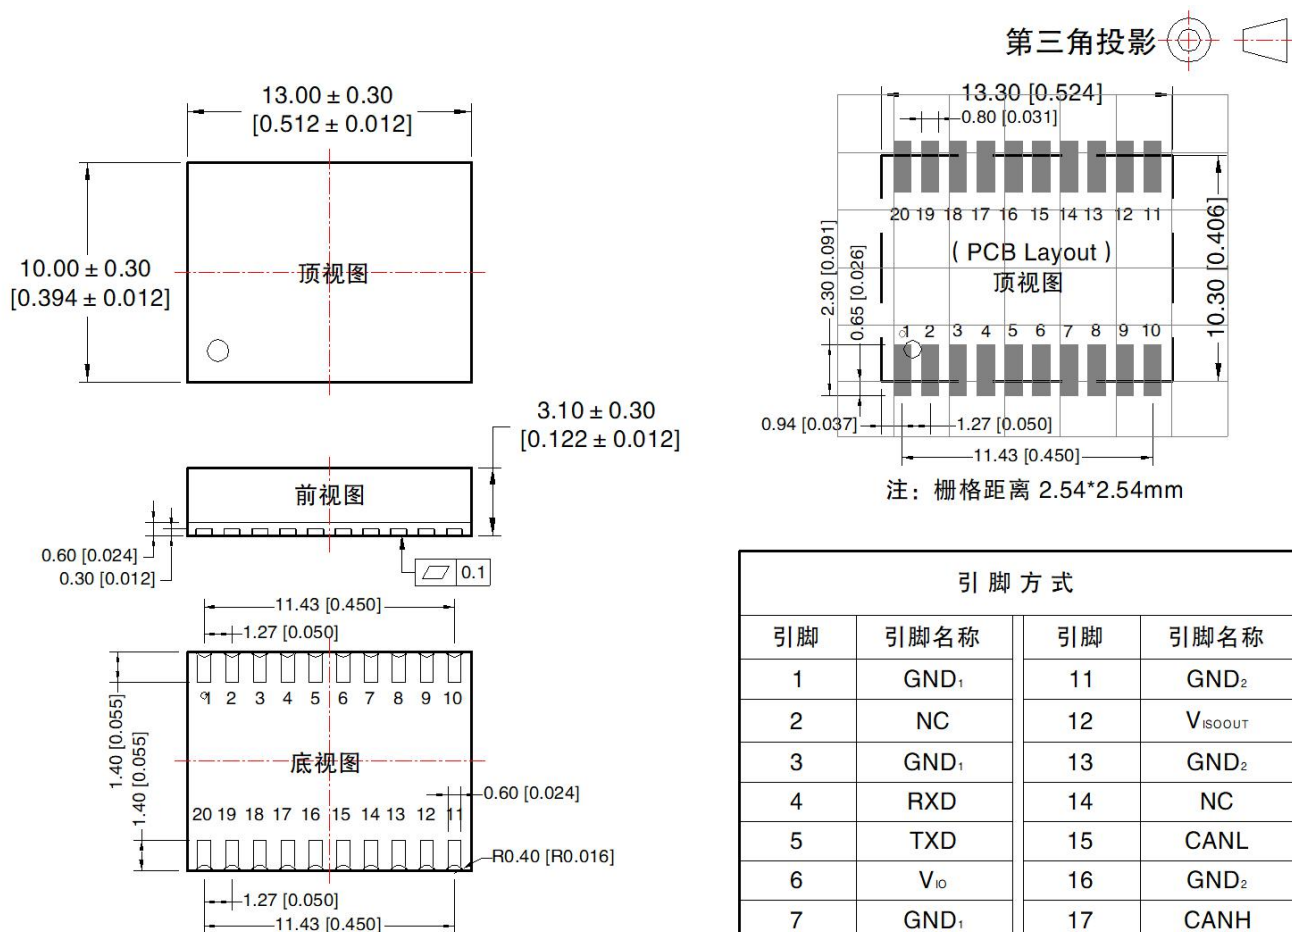 第三角投影
13.00 ± 0.30
[0.512 ± 0.012]
10.00 ± 0.30
[0.394 ± 0.012]
顶视图
3.10 ± 0.30
[0.122 ± 0.012]
前视图
0.60 [0.024]
0.30 [0.012]
0.1
11.43 [0.450]
1.27 [0.050]
1 2 3 4 5 6 7 8 9 10
1.40 [0.055]
1.40 [0.055]
底视图
0.60 [0.024]
20 19 18 17 16 15 14 13 12 11
R0.40 [R0.016]
1.27 [0.050]
11.43 [0.450]
13.30 [0.524]
0.80 [0.031]
20 19 18 17 16 15 14 13 12 11
( PCB Layout )
顶视图
2.30 [0.091]
0.65 [0.026]
10.30 [0.406]
1 2 3 4 5 6 7 8 9 10
0.94 [0.037]
1.27 [0.050]
11.43 [0.450]
注: 栅格距离 2.54*2.54mm
引脚方式
引脚 引脚名称 引脚 引脚名称
1 GND₁ 11 GND₂
2 NC 12 VISOOUT
3 GND₁ 13 GND₂
4 RXD 14 NC
5 TXD 15 CANL
6 VIO 16 GND₂
7 GND₁ 17 CANH